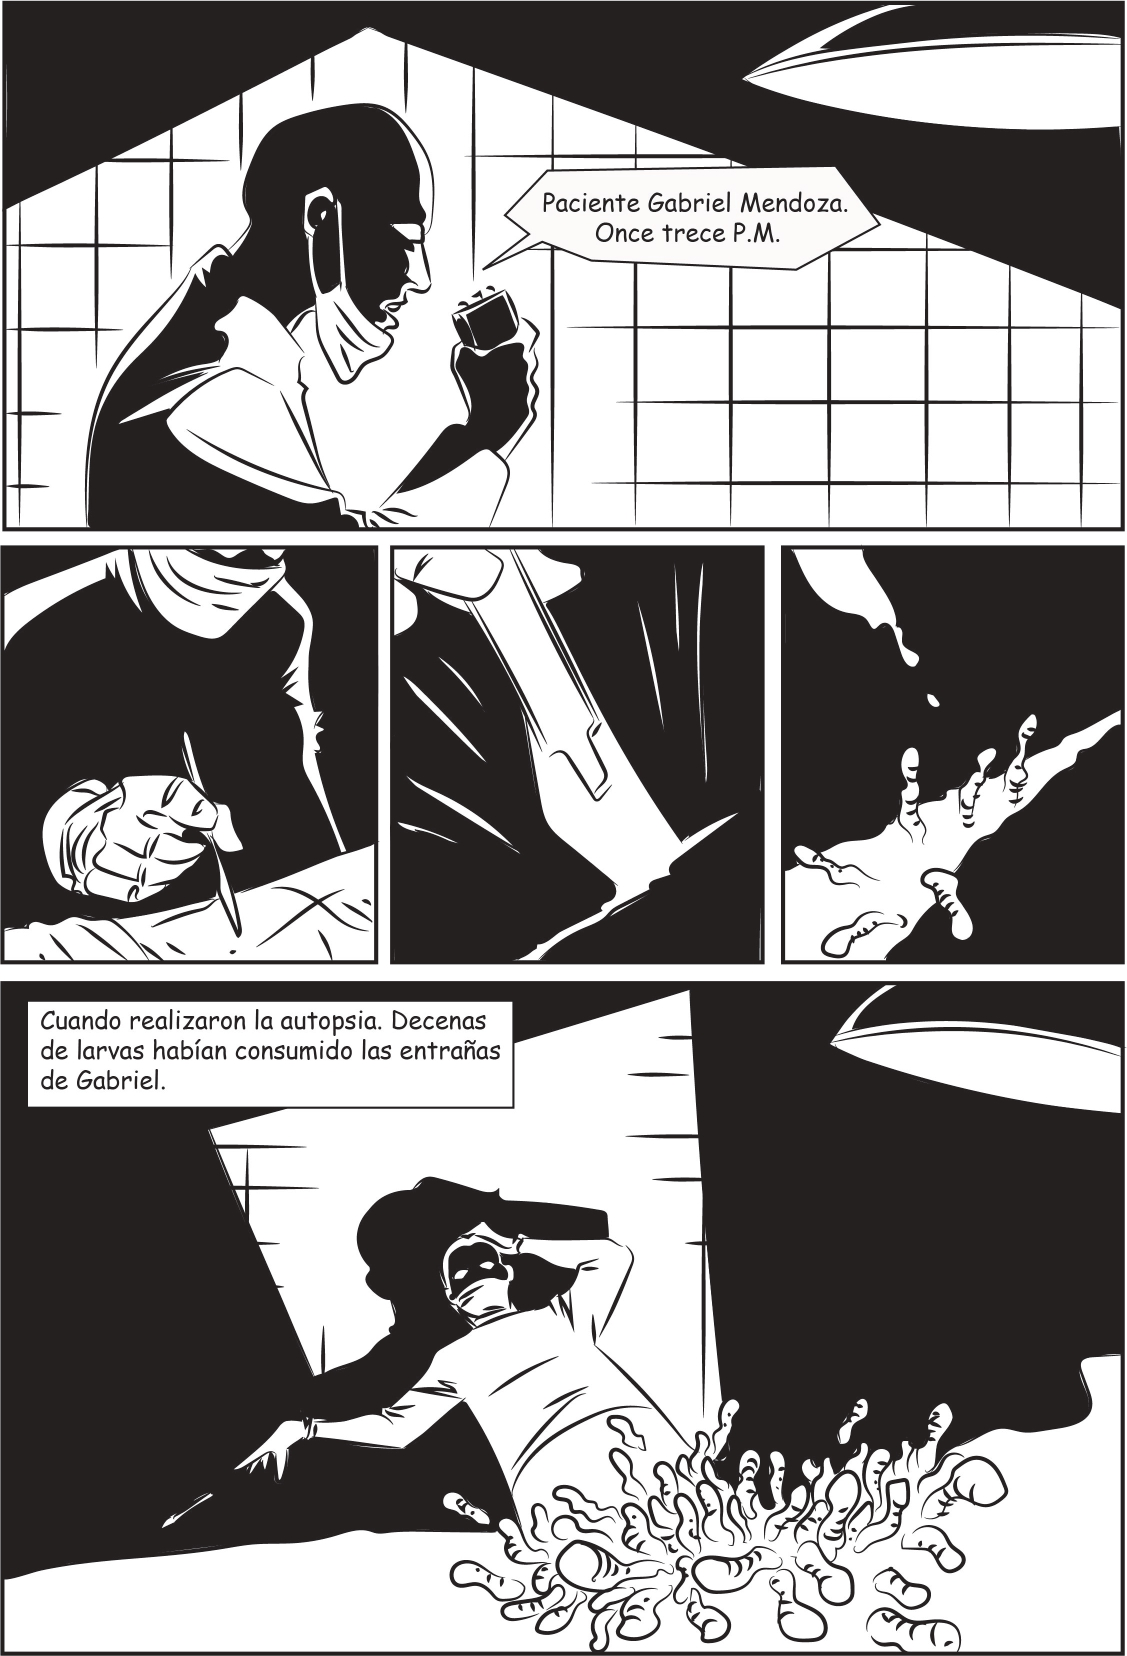 Paciente Gabriel Mendoza.
Once trece P.M.
Cuando realizaron la autopsia. Decenas
de larvas habían consumido las entrañas
de Gabriel.